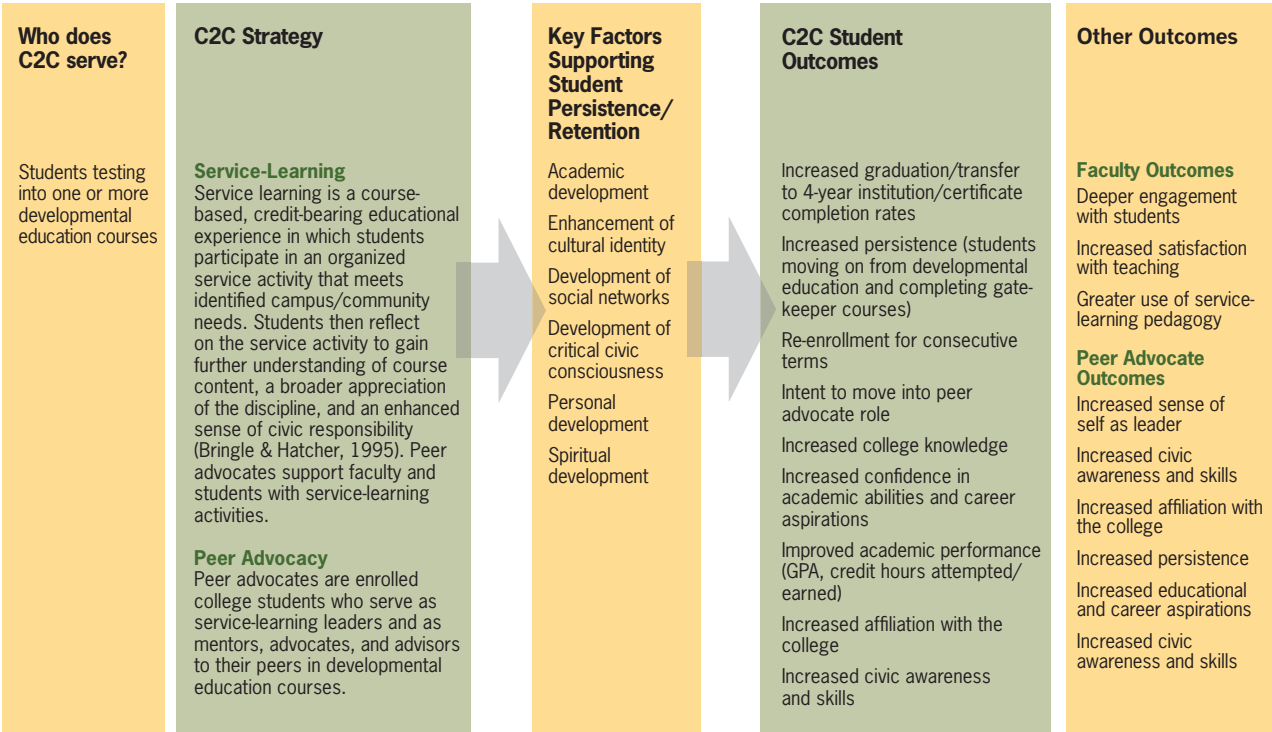 Who does
C2C serve?
Students testing
into one or more
developmental
education courses
C2C Strategy
Service-Learning
Service learning is a course-
based, credit-bearing educational
experience in which students
participate in an organized
service activity that meets
identified campus/community
needs. Students then reflect
on the service activity to gain
further understanding of course
content, a broader appreciation
of the discipline, and an enhanced
sense of civic responsibility
(Bringle & Hatcher, 1995). Peer
advocates support faculty and
students with service-learning
activities.
Peer Advocacy
Peer advocates are enrolled
college students who serve as
service-learning leaders and as
mentors, advocates, and advisors
to their peers in developmental
education courses.
Key Factors
Supporting
Student
Persistence/
Retention
Academic
development
Enhancement of
cultural identity
Development of
social networks
Development of
critical civic
consciousness
Personal
development
Spiritual
development
C2C Student
Outcomes
Increased graduation/transfer
to 4-year institution/certificate
completion rates
Increased persistence (students
moving on from developmental
education and completing gate-
keeper courses)
Re-enrollment for consecutive
terms
Intent to move into peer
advocate role
Increased college knowledge
Increased confidence in
academic abilities and career
aspirations
Improved academic performance
(GPA, credit hours attempted/
earned)
Increased affiliation with the
college
Increased civic awareness
and skills
Other Outcomes
Faculty Outcomes
Deeper engagement
with students
Increased satisfaction
with teaching
Greater use of service-
learning pedagogy
Peer Advocate
Outcomes
Increased sense of
self as leader
Increased civic
awareness and skills
Increased affiliation with
the college
Increased persistence
Increased educational
and career aspirations
Increased civic
awareness and skills